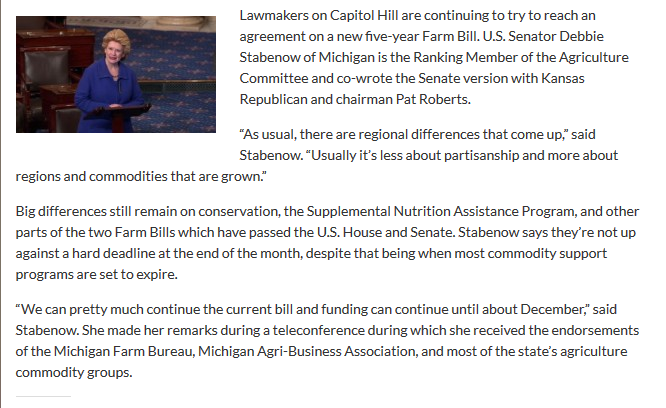 Lawmakers on Capitol Hill are continuing to try to reach an
agreement on a new five-year Farm Bill. U.S. Senator Debbie
Stabenow of Michigan is the Ranking Member of the Agriculture
Committee and co-wrote the Senate version with Kansas
Republican and chairman Pat Roberts.
“As usual, there are regional differences that come up,” said
Stabenow. “Usually it’s less about partisanship and more about
regions and commodities that are grown.”
Big differences still remain on conservation, the Supplemental Nutrition Assistance Program, and other
parts of the two Farm Bills which have passed the U.S. House and Senate. Stabenow says they’re not up
against a hard deadline at the end of the month, despite that being when most commodity support
programs are set to expire.
“We can pretty much continue the current bill and funding can continue until about December,” said
Stabenow. She made her remarks during a teleconference during which she received the endorsements
of the Michigan Farm Bureau, Michigan Agri-Business Association, and most of the state’s agriculture
commodity groups.